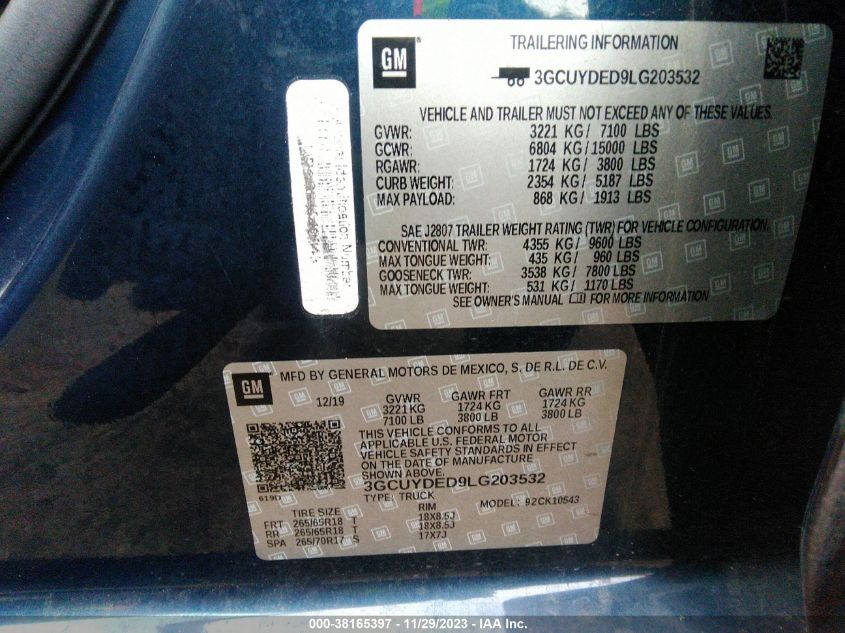 GM
TRAILERING INFORMATION
3GCUYDED9LG203532
VEHICLE AND TRAILER MUST NOT EXCEED ANY OF THESE VALUES.
GVWR: 3221 KG / 7100 LBS
GCWR: 6804 KG / 15000 LBS
RGAWR: 1724 KG / 3800 LBS
CURB WEIGHT: 2354 KG / 5187 LBS
MAX PAYLOAD: 868 KG / 1913 LBS
SAE J2807 TRAILER WEIGHT RATING (TWR) FOR VEHICLE CONFIGURATION.
CONVENTIONAL TWR: 4355 KG / 9600 LBS
MAX TONGUE WEIGHT: 435 KG / 960 LBS
GOOSENECK TWR: 3538 KG / 7800 LBS
MAX TONGUE WEIGHT: 531 KG / 1170 LBS
SEE OWNER'S MANUAL FOR MORE INFORMATION
Number
GM
MFD BY GENERAL MOTORS DE MEXICO, S. DE R.L. DE C.V.
12/19 GVWR GAWR FRT GAWR RR
3221 KG 1724 KG 1724 KG
7100 LB 3800 LB 3800 LB
THIS VEHICLE CONFORMS TO ALL
APPLICABLE U.S. FEDERAL MOTOR
VEHICLE SAFETY STANDARDS IN EFFECT
ON THE DATE OF MANUFACTURE
SHOWN ABOVE.
3GCUYDED9LG203532
619D
TYPE: TRUCK MODEL: 92CK10543
TIRE SIZE RIM
FRT 265/65R18 T 18X8.5J
RR 265/65R18 T 18X8.5J
SPA 265/70R17 S 17X7J
000-38165397 - 11/29/2023 - IAA Inc.